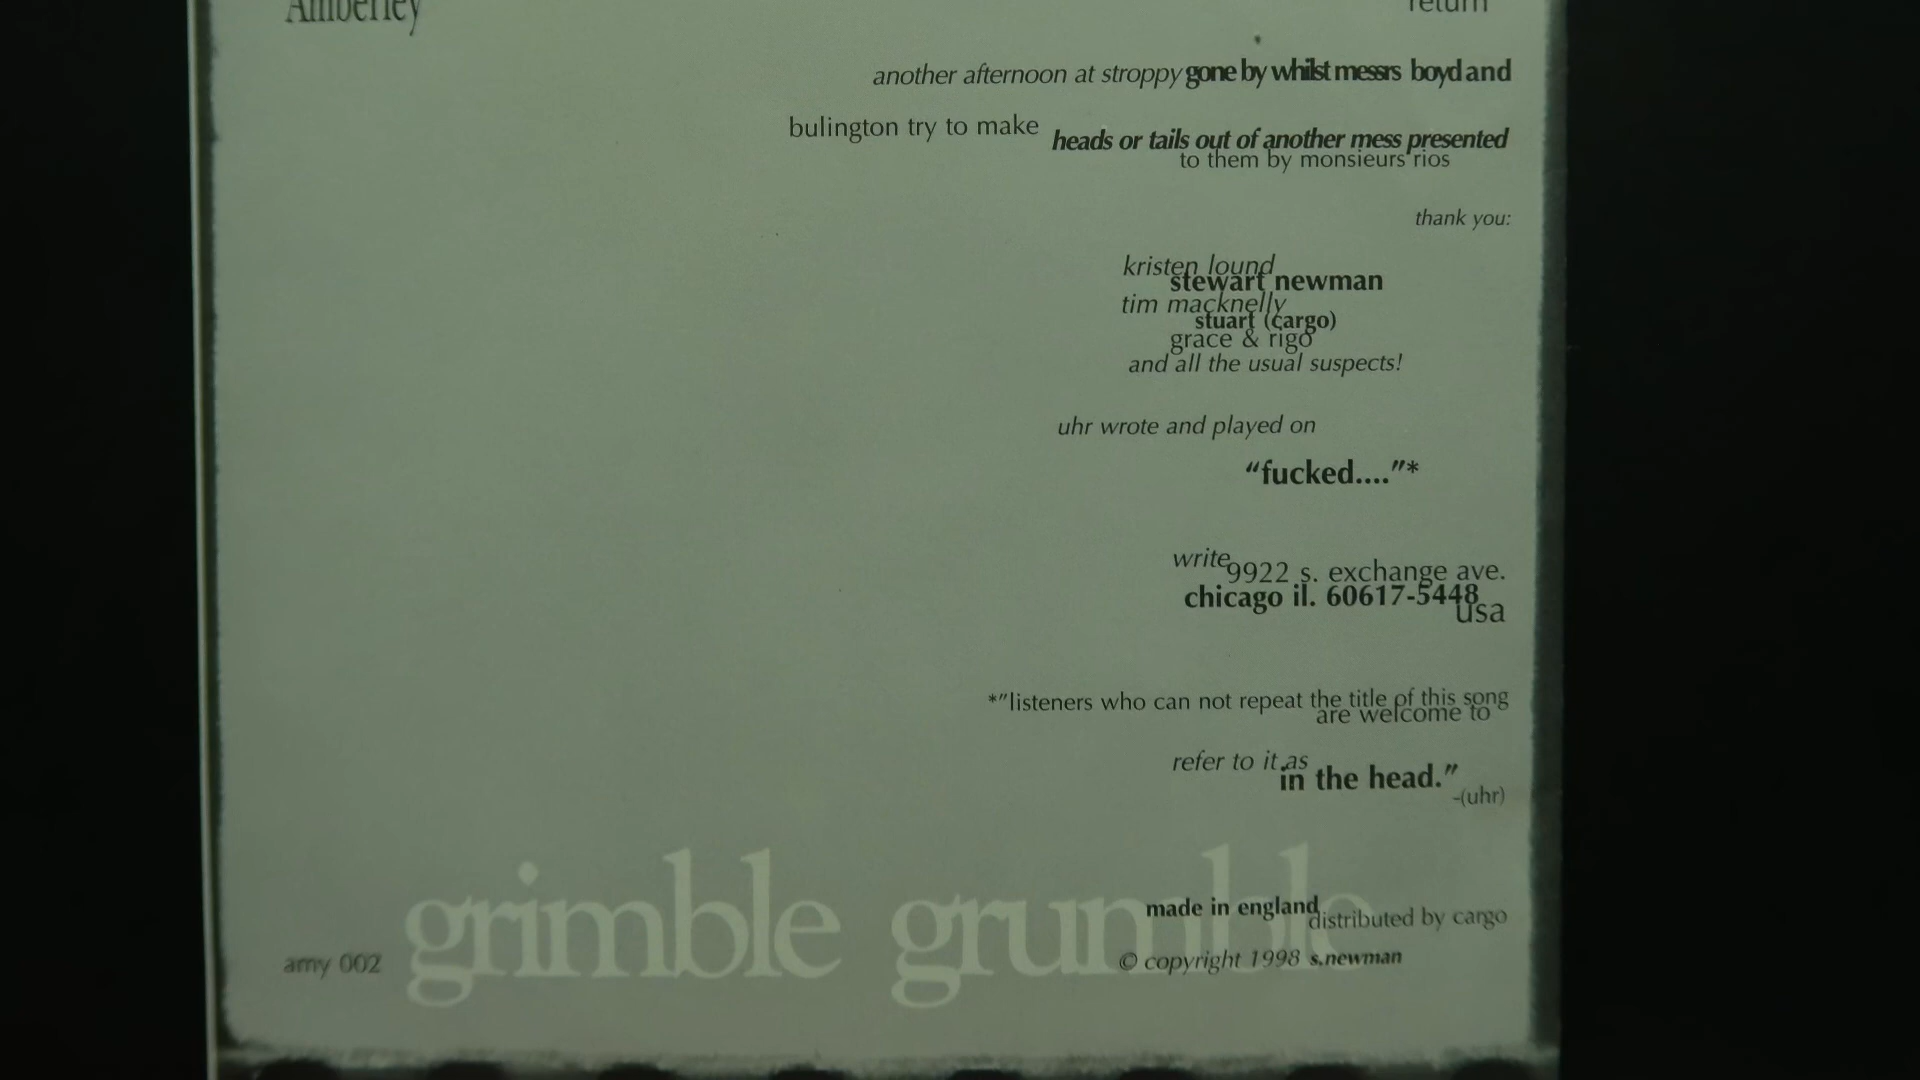 Amberley
return
another afternoon at stroppy gone by whilst messrs boyd and
bulington try to make heads or tails out of another mess presented
to them by monsieurs rios
thank you:
kristen lound
stewart newman
tim macknelly
stuart (cargo)
grace & rigo
and all the usual suspects!
uhr wrote and played on
“fucked....”*
write 9922 s. exchange ave.
chicago il. 60617-5448
usa
*”listeners who can not repeat the title of this song
are welcome to
refer to it as
in the head.”
-(uhr)
grimble grumble
made in england
distributed by cargo
amy 002
© copyright 1998 s.newman